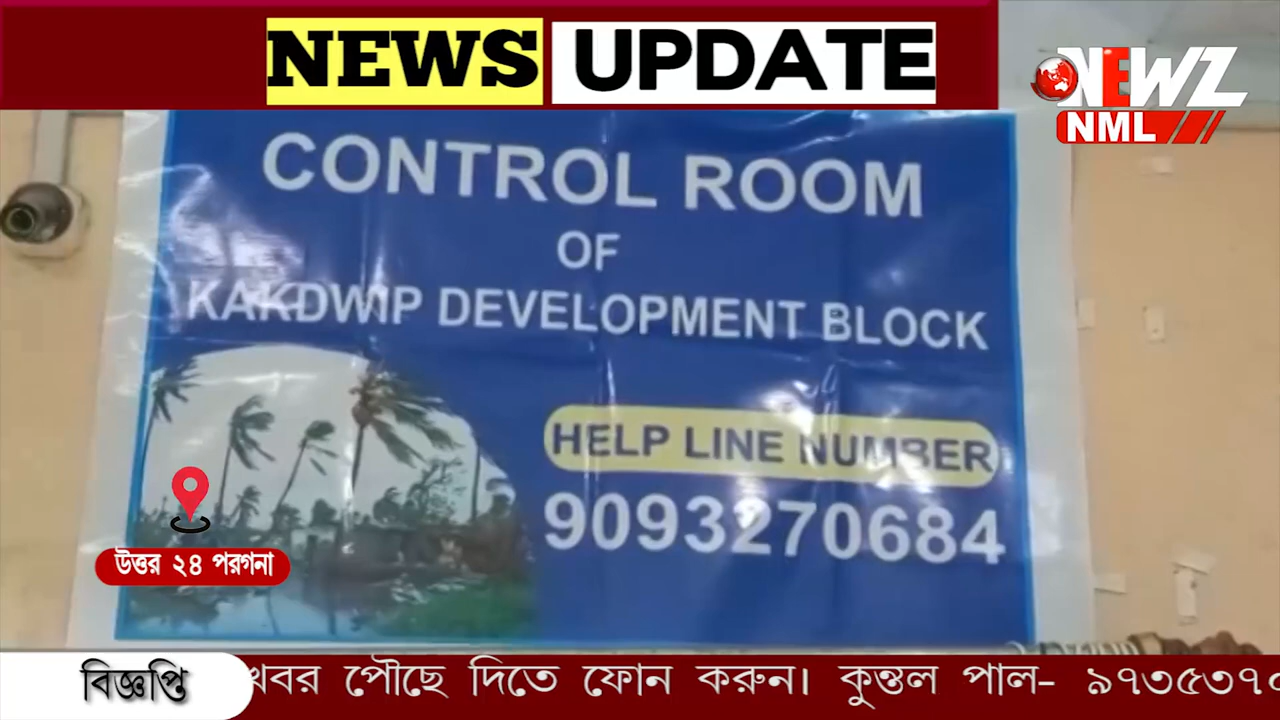 NEWS UPDATE
NEWZ
NML
CONTROL ROOM
OF
KAKDWIP DEVELOPMENT BLOCK
HELP LINE NUMBER
9093270684
উত্তর ২৪ পরগনা
বিজ্ঞপ্তি
খবর পৌছে দিতে ফোন করুন। কুন্তল পাল- ৯৭৩৫৩৭০